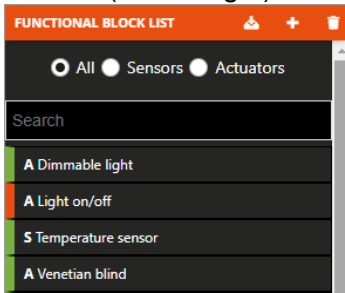 FUNCTIONAL BLOCK LIST
All Sensors Actuators
Search
A Dimmable light
A Light on/off
S Temperature sensor
A Venetian blind